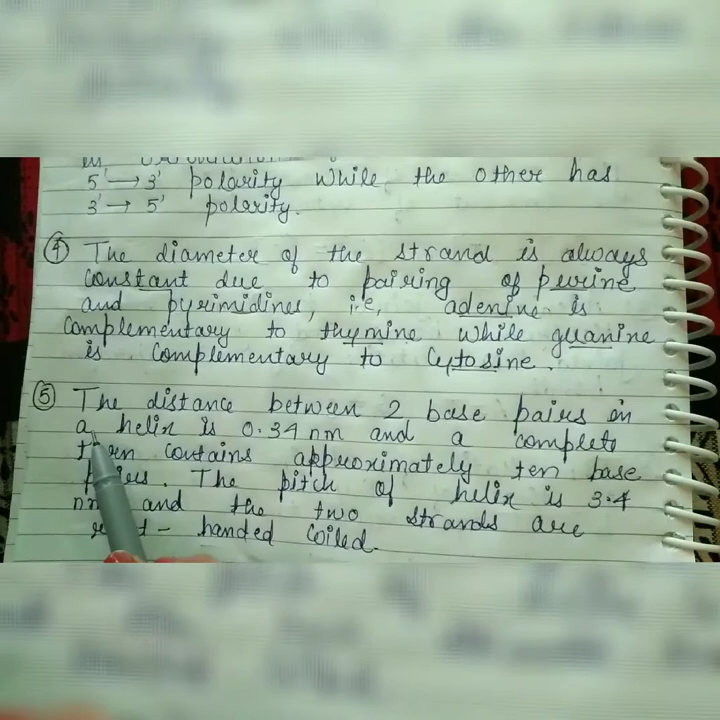 5' → 3' polarity while the other has
3' → 5' polarity.
④ The diameter of the strand is always
constant due to pairing of purine
and pyrimidines, i.e, adenine is
complementary to thymine while guanine
is complementary to Cytosine.
⑤ The distance between 2 base pairs in
a helix is 0.34 nm and a complete
contains approximately ten base
The pitch of helix is 3.4
and the two strands are
handed coiled.